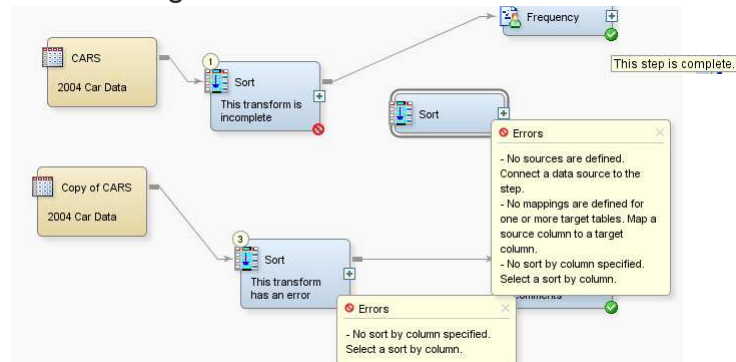 Frequency
This step is complete.
CARS
2004 Car Data
1
Sort
This transform is
incomplete
Sort
Errors
- No sources are defined.
Connect a data source to the
step.
- No mappings are defined for
one or more target tables. Map a
source column to a target
column.
- No sort by column specified.
Select a sort by column.
Copy of CARS
2004 Car Data
3
Sort
This transform
has an error
Comments
Errors
- No sort by column specified.
Select a sort by column.